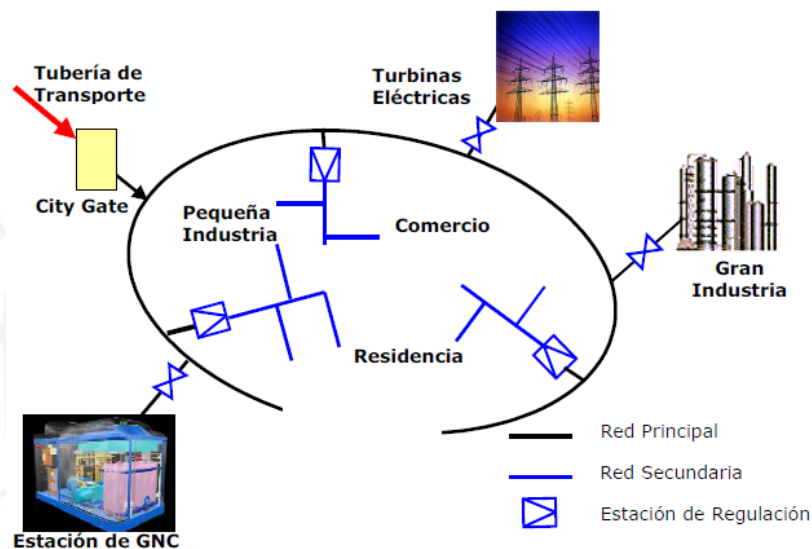 Tubería de
Transporte
Turbinas
Eléctricas
City Gate
Pequeña
Industria
Comercio
Gran
Industria
Residencia
Red Principal
Red Secundaria
Estación de Regulación
Estación de GNC